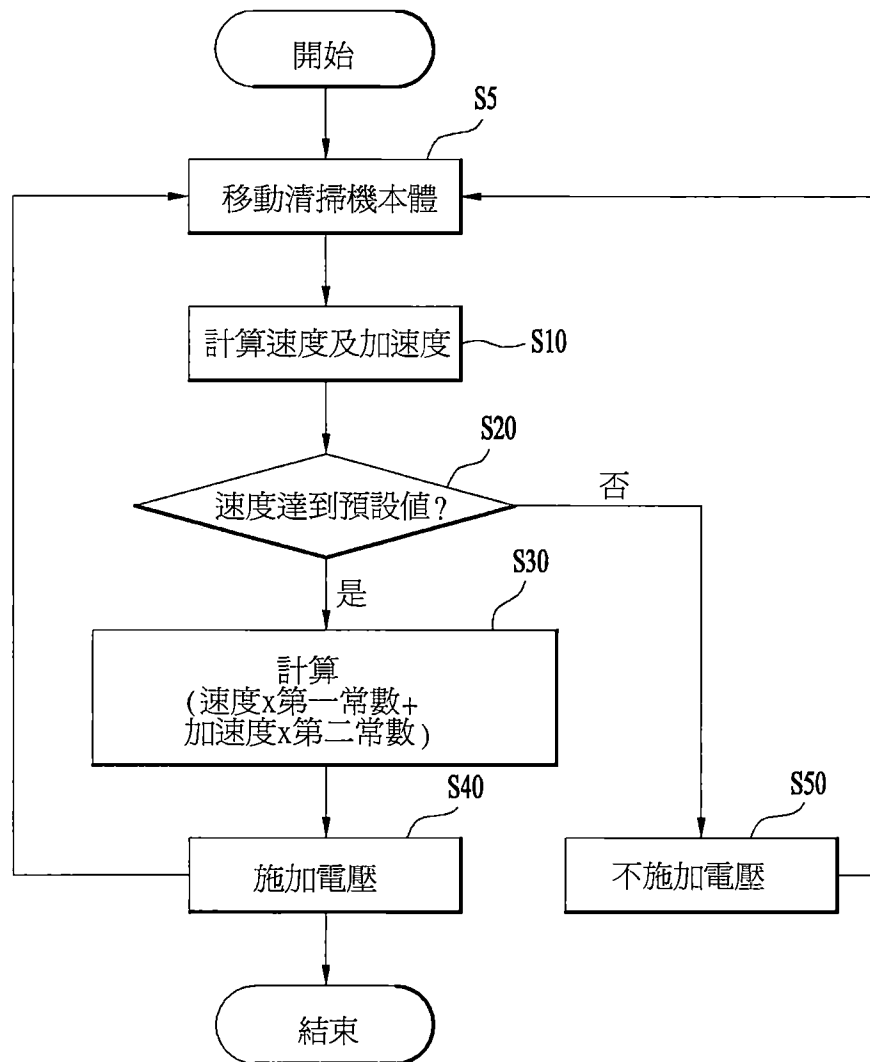 開始
S5
移動清掃機本體
計算速度及加速度
S10
S20
速度達到預設值?
否
是
S30
計算
(速度x第一常數+
加速度x第二常數)
S40
施加電壓
S50
不施加電壓
結束